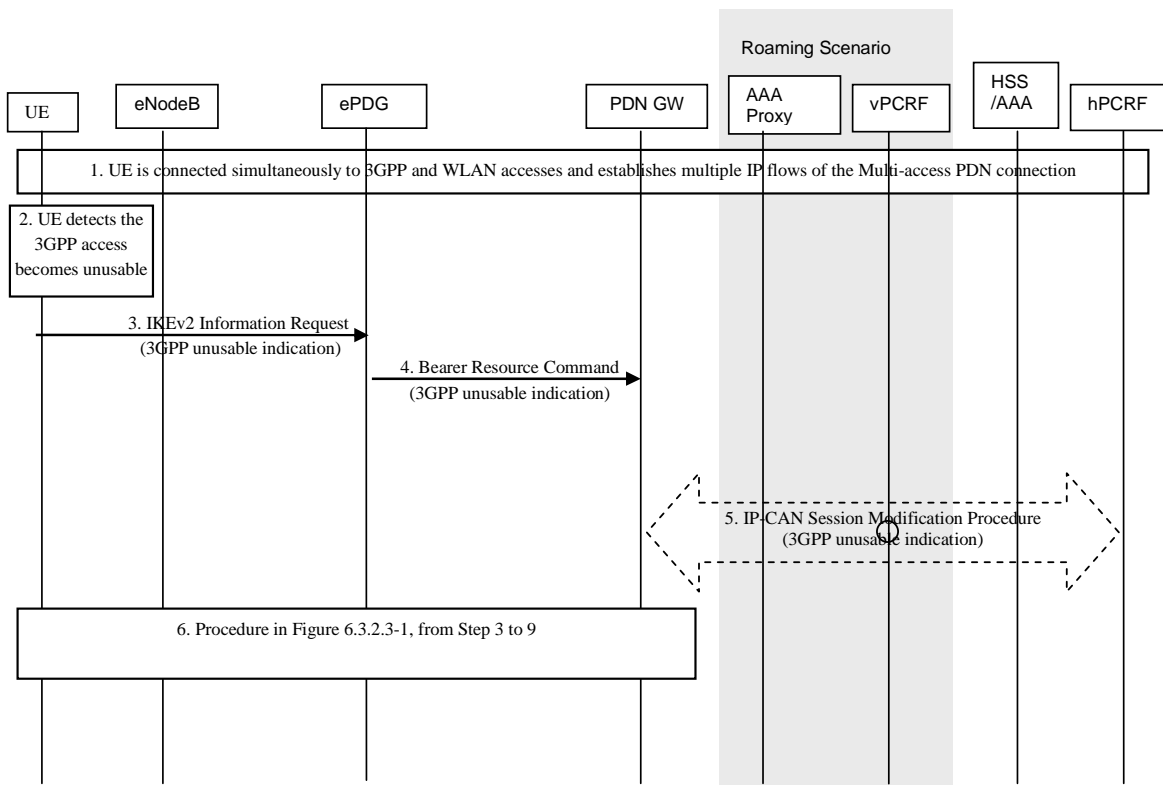 Roaming Scenario
UE
eNodeB
ePDG
PDN GW
AAA
Proxy
vPCRF
HSS
/AAA
hPCRF
1. UE is connected simultaneously to 3GPP and WLAN accesses and establishes multiple IP flows of the Multi-access PDN connection
2. UE detects the
3GPP access
becomes unusable
3. IKEv2 Information Request
(3GPP unusable indication)
4. Bearer Resource Command
(3GPP unusable indication)
5. IP-CAN Session Modification Procedure
(3GPP unusable indication)
6. Procedure in Figure 6.3.2.3-1, from Step 3 to 9